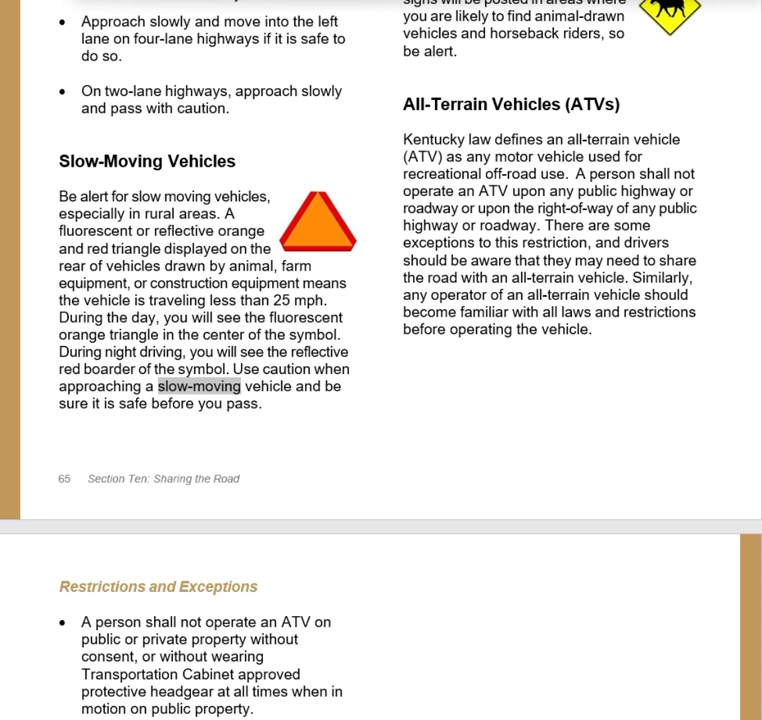 • Approach slowly and move into the left
lane on four-lane highways if it is safe to
do so.
• On two-lane highways, approach slowly
and pass with caution.
Slow-Moving Vehicles
Be alert for slow moving vehicles,
especially in rural areas. A
fluorescent or reflective orange
and red triangle displayed on the
rear of vehicles drawn by animal, farm
equipment, or construction equipment means
the vehicle is traveling less than 25 mph.
During the day, you will see the fluorescent
orange triangle in the center of the symbol.
During night driving, you will see the reflective
red boarder of the symbol. Use caution when
approaching a slow-moving vehicle and be
sure it is safe before you pass.
signs will be posted in areas where
you are likely to find animal-drawn
vehicles and horseback riders, so
be alert.
All-Terrain Vehicles (ATVs)
Kentucky law defines an all-terrain vehicle
(ATV) as any motor vehicle used for
recreational off-road use. A person shall not
operate an ATV upon any public highway or
roadway or upon the right-of-way of any public
highway or roadway. There are some
exceptions to this restriction, and drivers
should be aware that they may need to share
the road with an all-terrain vehicle. Similarly,
any operator of an all-terrain vehicle should
become familiar with all laws and restrictions
before operating the vehicle.
65 Section Ten: Sharing the Road
Restrictions and Exceptions
• A person shall not operate an ATV on
public or private property without
consent, or without wearing
Transportation Cabinet approved
protective headgear at all times when in
motion on public property.